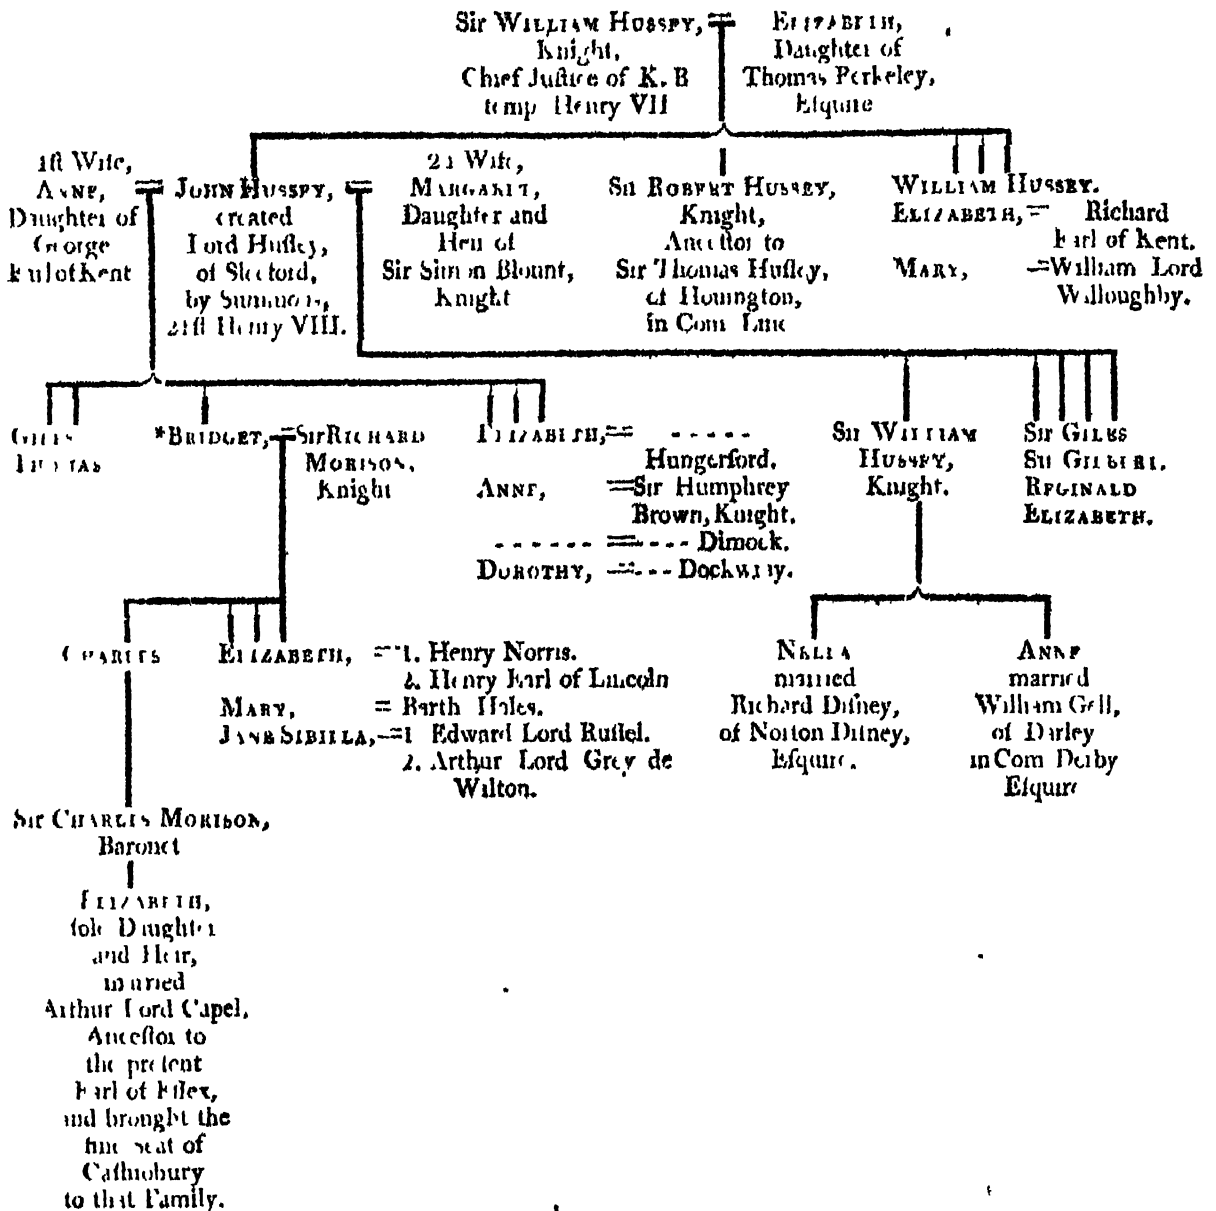 Sir WILLIAM HUSSEY,
Knight,
Chief Juſtice of K. B
temp Henry VII
ELIZABETH,
Daughter of
Thomas Berkeley,
Eſquire
1ſt Wife,
ANNE,
Daughter of
George
Earl of Kent
JOHN HUSSEY,
created
Lord Huſſey,
of Sleeford,
by Summons,
21ſt Henry VIII.
2d Wife,
MARGARET,
Daughter and
Heir of
Sir Simon Blount,
Knight
Sir ROBERT HUSSEY,
Knight,
Anceſtor to
Sir Thomas Huſſey,
of Honington,
in Com Linc
WILLIAM HUSSEY.
ELIZABETH, = Richard
Earl of Kent.
MARY, = William Lord
Willoughby.
GILES
THOMAS
*BRIDGET, = Sir RICHARD
MORISON,
Knight
ELIZABETH, = - - - - -
Hungerford.
ANNE, = Sir Humphrey
Brown, Knight.
- - - - - - = - - - Dimock.
DOROTHY, = - - - Dockwray.
Sir WILLIAM
HUSSEY,
Knight.
Sir GILES
Sir GILBERT.
REGINALD
ELIZABETH.
CHARLES
ELIZABETH, = 1. Henry Norris.
2. Henry Earl of Lincoln
MARY, = Barth Hales.
JANE SIBILLA, = 1 Edward Lord Ruſſel.
2. Arthur Lord Grey de
Wilton.
NELLA
married
Richard Diſney,
of Norton Diſney,
Eſquire.
ANNE
married
William Gell,
of Darley
in Com Derby
Eſquire
Sir CHARLES MORISON,
Baronet
ELIZABETH,
ſole Daughter
and Heir,
married
Arthur Lord Capel,
Anceſtor to
the preſent
Earl of Eſſex,
and brought the
fine ſeat of
Caſhiobury
to that Family.